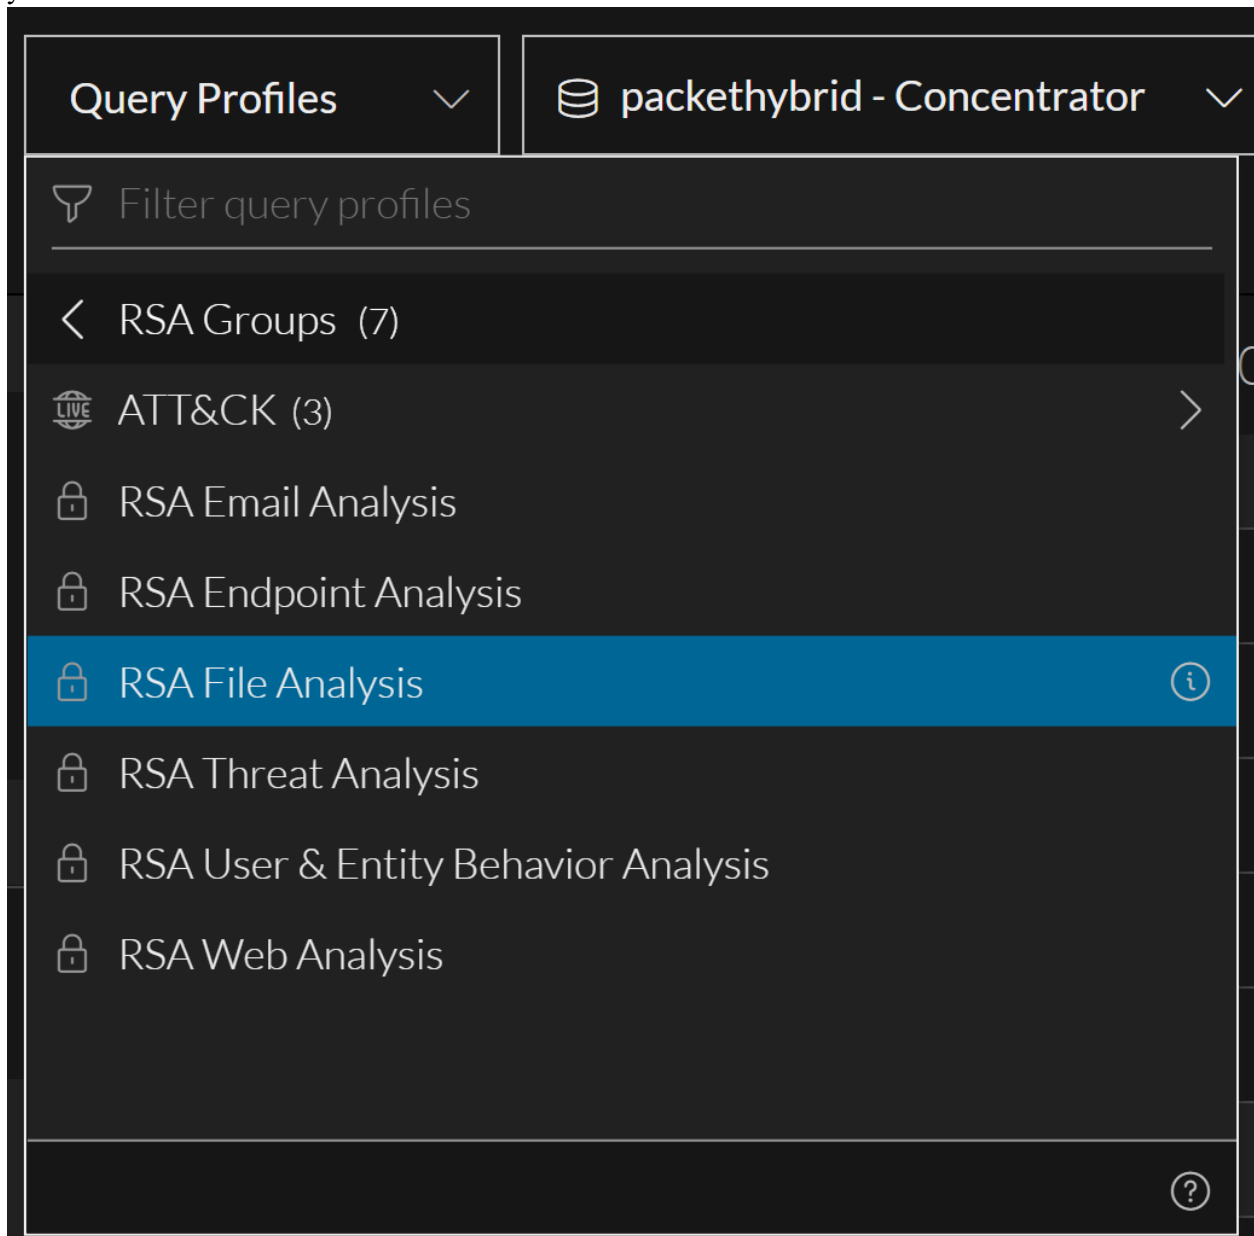 Query Profiles
packethybrid - Concentrator
Filter query profiles
RSA Groups (7)
LIVE ATT&CK (3)
RSA Email Analysis
RSA Endpoint Analysis
RSA File Analysis
RSA Threat Analysis
RSA User & Entity Behavior Analysis
RSA Web Analysis